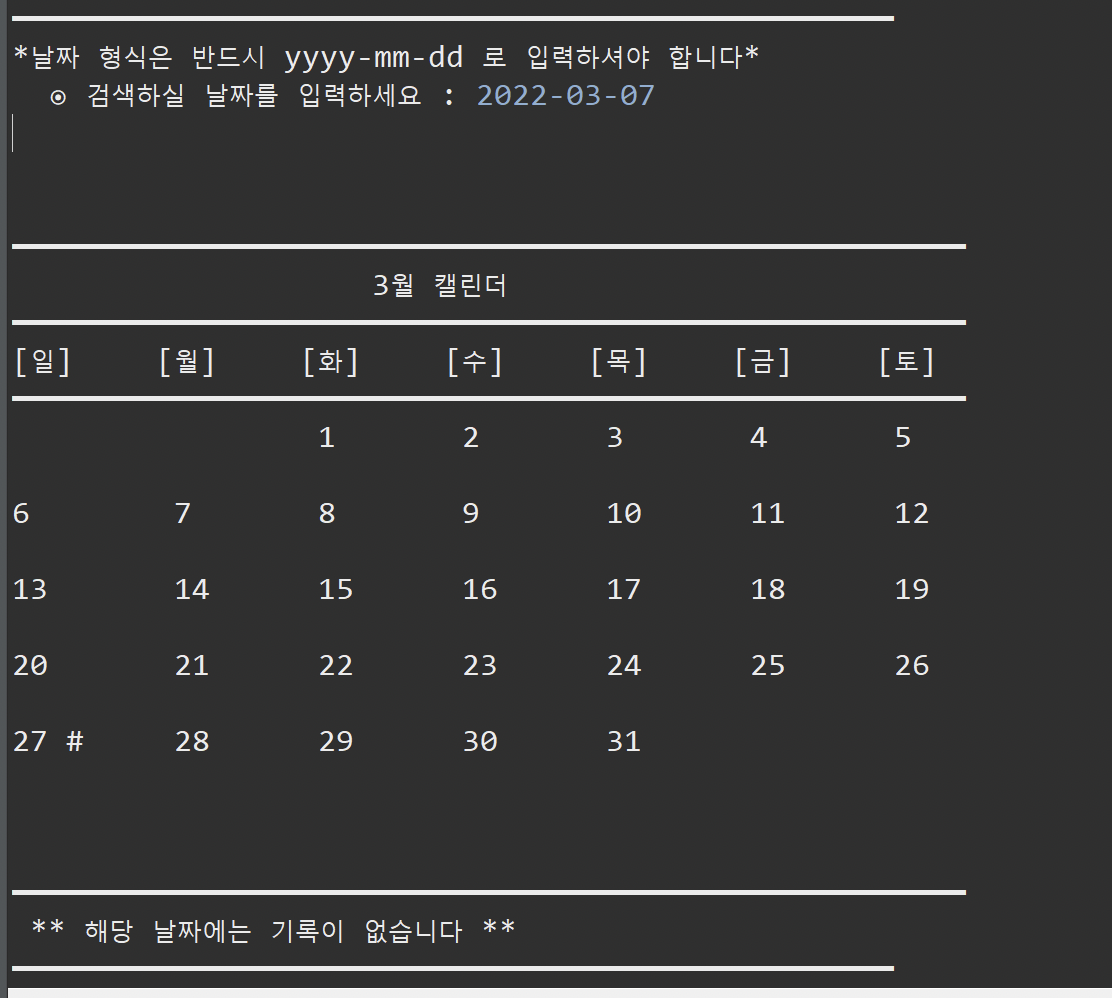 *날짜 형식은 반드시 yyyy-mm-dd 로 입력하셔야 합니다*
⊙ 검색하실 날짜를 입력하세요 : 2022-03-07
3월 캘린더
[일] [월] [화] [수] [목] [금] [토]
1 2 3 4 5
6 7 8 9 10 11 12
13 14 15 16 17 18 19
20 21 22 23 24 25 26
27 # 28 29 30 31
** 해당 날짜에는 기록이 없습니다 **